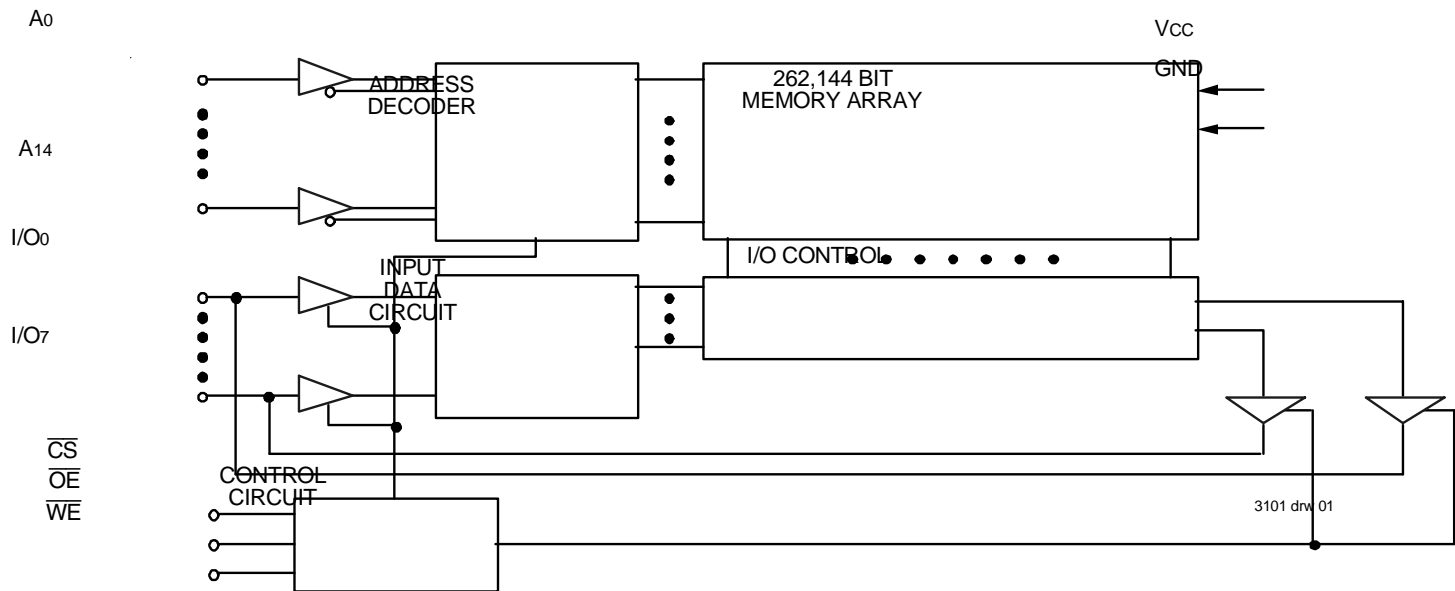 A0
VCC
GND
ADDRESS
DECODER
262,144 BIT
MEMORY ARRAY
A14
I/O0
I/O CONTROL
INPUT
DATA
CIRCUIT
I/O7
CS
OE
WE
CONTROL
CIRCUIT
3101 drw 01